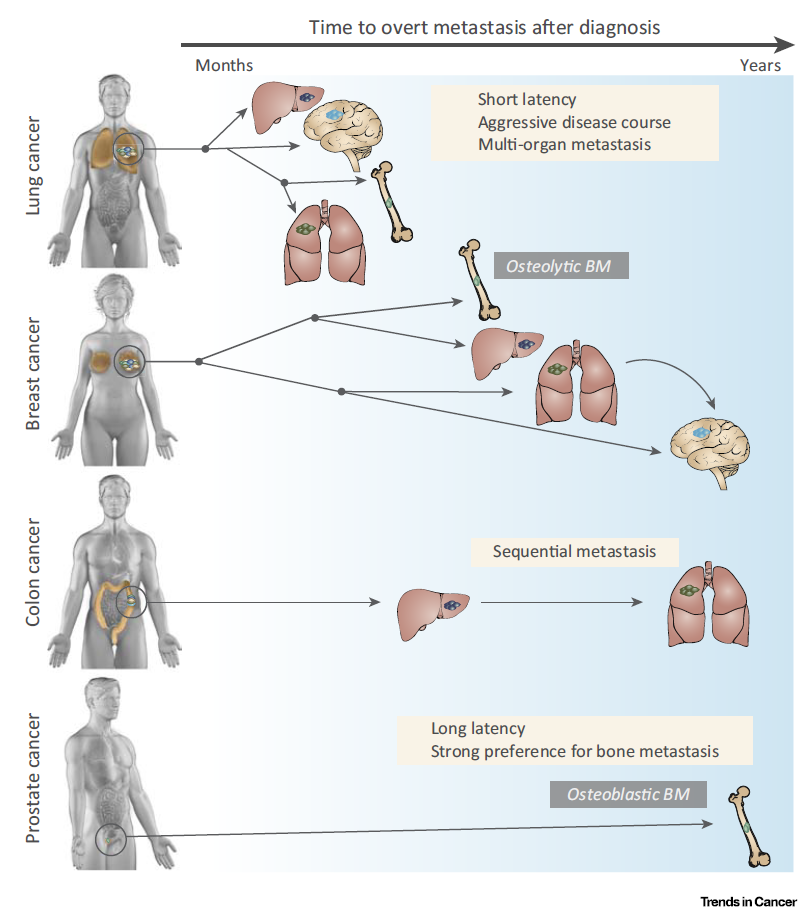 Time to overt metastasis after diagnosis
Months
Years
Lung cancer
Short latency
Aggressive disease course
Multi-organ metastasis
Breast cancer
Osteolytic BM
Colon cancer
Sequential metastasis
Prostate cancer
Long latency
Strong preference for bone metastasis
Osteoblastic BM
Trends in Cancer